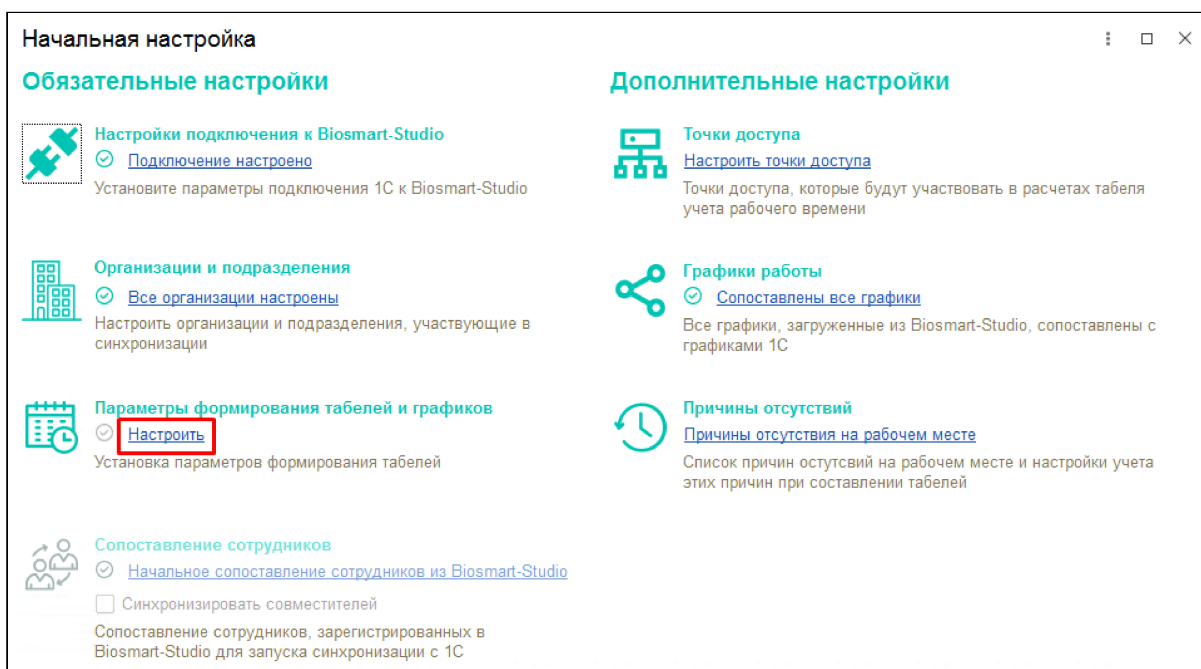 Начальная настройка
Обязательные настройки
Настройки подключения к Biosmart-Studio
Подключение настроено
Установите параметры подключения 1С к Biosmart-Studio
Организации и подразделения
Все организации настроены
Настроить организации и подразделения, участвующие в
синхронизации
Параметры формирования табелей и графиков
Настроить
Установка параметров формирования табелей
Сопоставление сотрудников
Начальное сопоставление сотрудников из Biosmart-Studio
Синхронизировать совместителей
Сопоставление сотрудников, зарегистрированных в
Biosmart-Studio для запуска синхронизации с 1С
Дополнительные настройки
Точки доступа
Настроить точки доступа
Точки доступа, которые будут участвовать в расчетах табеля
учета рабочего времени
Графики работы
Сопоставлены все графики
Все графики, загруженные из Biosmart-Studio, сопоставлены с
графиками 1С
Причины отсутствий
Причины отсутствия на рабочем месте
Список причин остутсвий на рабочем месте и настройки учета
этих причин при составлении табелей